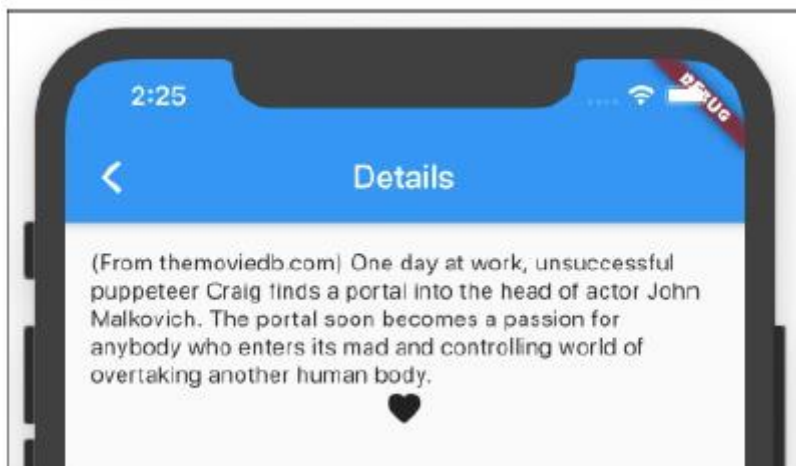 2:25
DEBUG
Details
(From themoviedb.com) One day at work, unsuccessful
puppeteer Craig finds a portal into the head of actor John
Malkovich. The portal soon becomes a passion for
anybody who enters its mad and controlling world of
overtaking another human body.